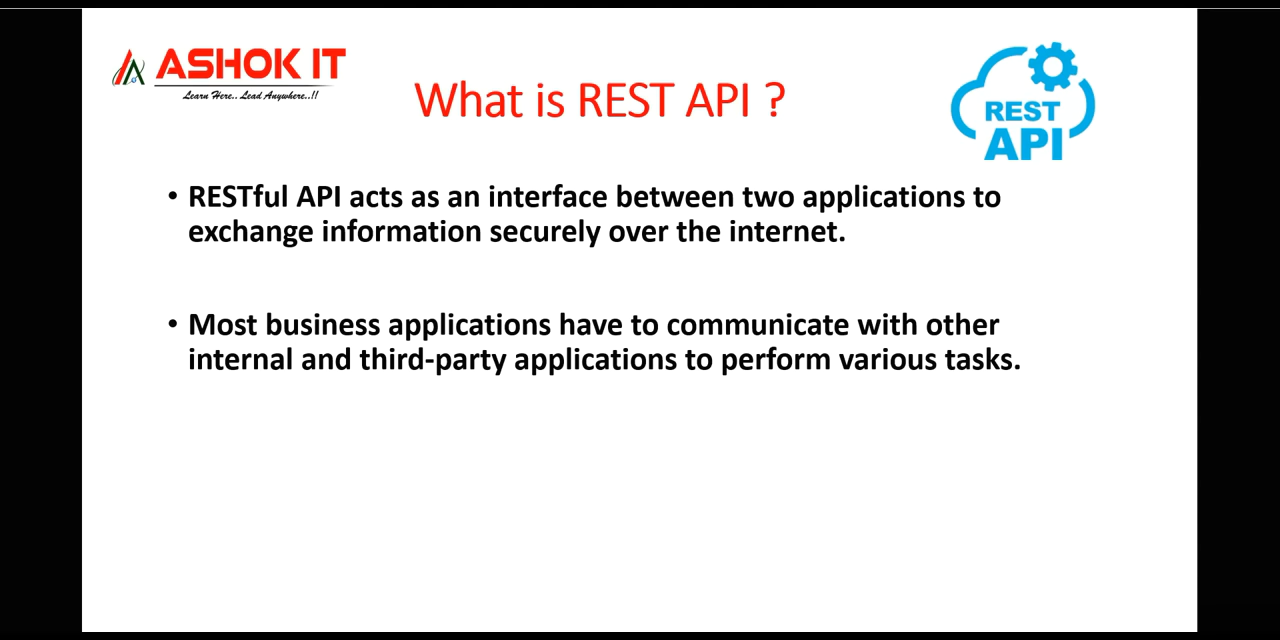 ASHOK IT
Learn Here.. Lead Anywhere..!!
What is REST API ?
REST
API
• RESTful API acts as an interface between two applications to
exchange information securely over the internet.
• Most business applications have to communicate with other
internal and third-party applications to perform various tasks.